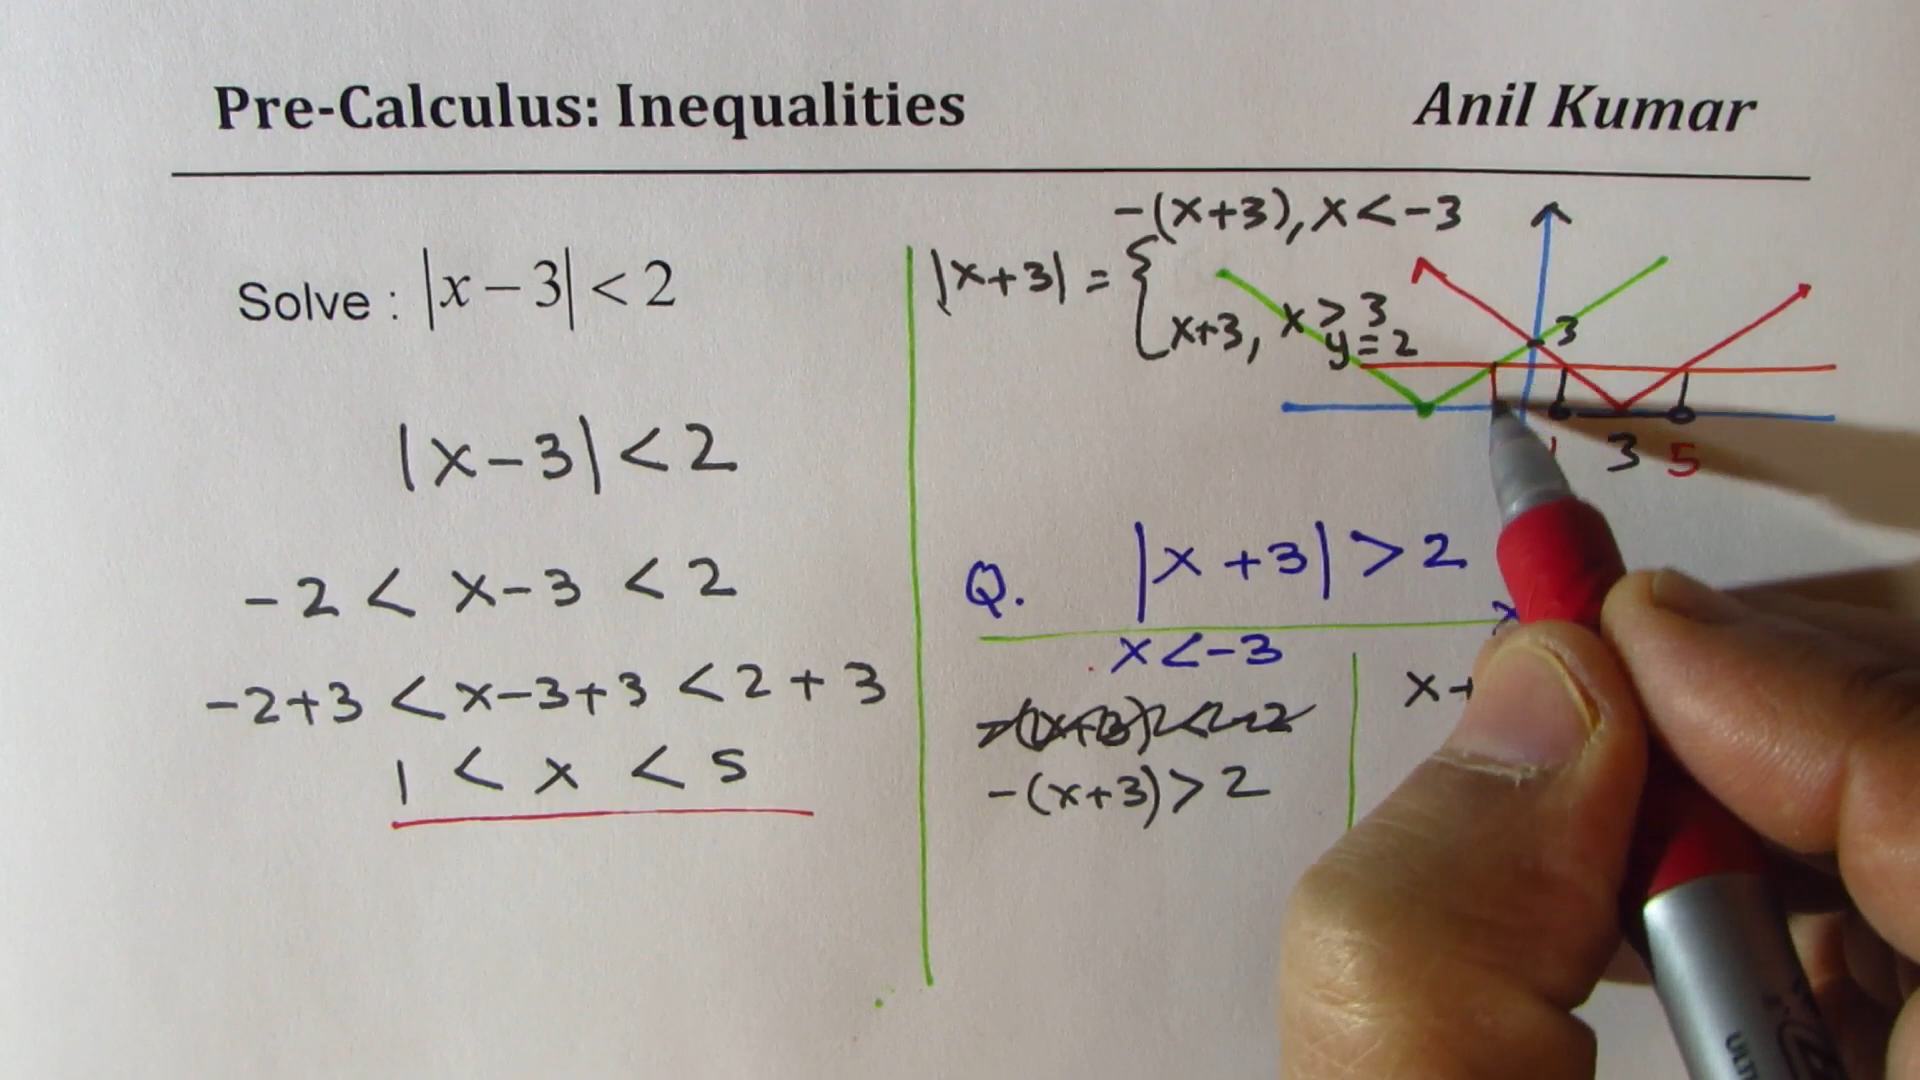 Pre-Calculus: Inequalities
Anil Kumar
Solve : |x − 3| < 2
|x − 3| < 2
-2 < x-3 < 2
-2+3 < x-3+3 < 2+3
1 < x < 5
-(x+3), x < -3
|x+3| = {
x+3, x > 3
y = 2
3
3
5
Q. |x + 3| > 2
x < -3
-(x+3) > 2
x+